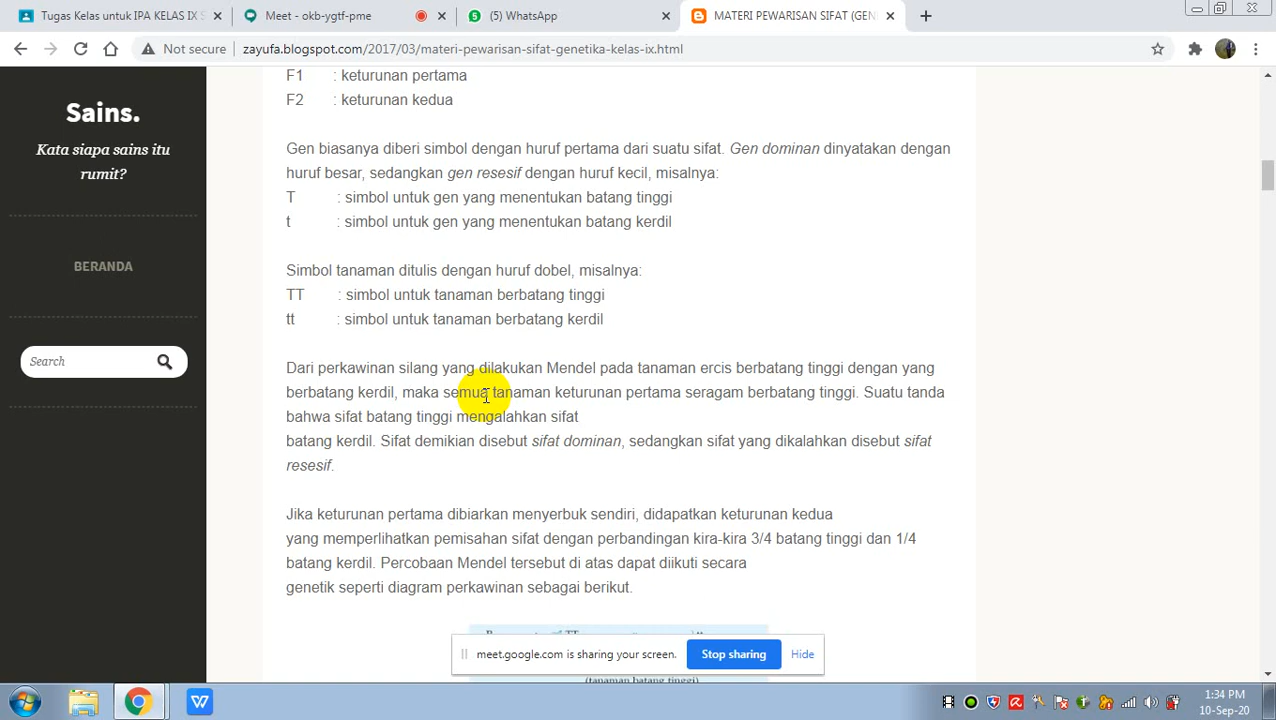 Tugas Kelas untuk IPA KELAS IX S
Meet - okb-ygtf-pme
(5) WhatsApp
MATERI PEWARISAN SIFAT (GEN
Not secure
zayufa.blogspot.com/2017/03/materi-pewarisan-sifat-genetika-kelas-ix.html
Sains.
Kata siapa sains itu
rumit?
BERANDA
Search
F1 : keturunan pertama
F2 : keturunan kedua
Gen biasanya diberi simbol dengan huruf pertama dari suatu sifat. Gen dominan dinyatakan dengan
huruf besar, sedangkan gen resesif dengan huruf kecil, misalnya:
T : simbol untuk gen yang menentukan batang tinggi
t : simbol untuk gen yang menentukan batang kerdil
Simbol tanaman ditulis dengan huruf dobel, misalnya:
TT : simbol untuk tanaman berbatang tinggi
tt : simbol untuk tanaman berbatang kerdil
Dari perkawinan silang yang dilakukan Mendel pada tanaman ercis berbatang tinggi dengan yang
berbatang kerdil, maka semua tanaman keturunan pertama seragam berbatang tinggi. Suatu tanda
bahwa sifat batang tinggi mengalahkan sifat
batang kerdil. Sifat demikian disebut sifat dominan, sedangkan sifat yang dikalahkan disebut sifat
resesif.
Jika keturunan pertama dibiarkan menyerbuk sendiri, didapatkan keturunan kedua
yang memperlihatkan pemisahan sifat dengan perbandingan kira-kira 3/4 batang tinggi dan 1/4
batang kerdil. Percobaan Mendel tersebut di atas dapat diikuti secara
genetik seperti diagram perkawinan sebagai berikut.
TT
meet.google.com is sharing your screen.
Stop sharing
Hide
(tanaman batang tinggi)
W
1:34 PM
10-Sep-20